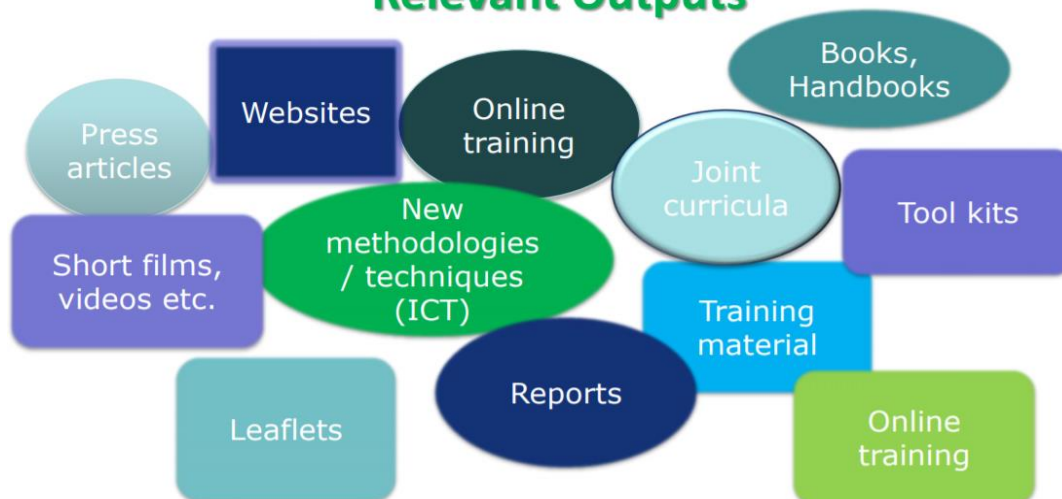 Relevant Outputs
Books,
Handbooks
Websites
Online
training
Press
articles
Joint
curricula
Tool kits
New
methodologies
/ techniques
(ICT)
Short films,
videos etc.
Training
material
Reports
Leaflets
Online
training